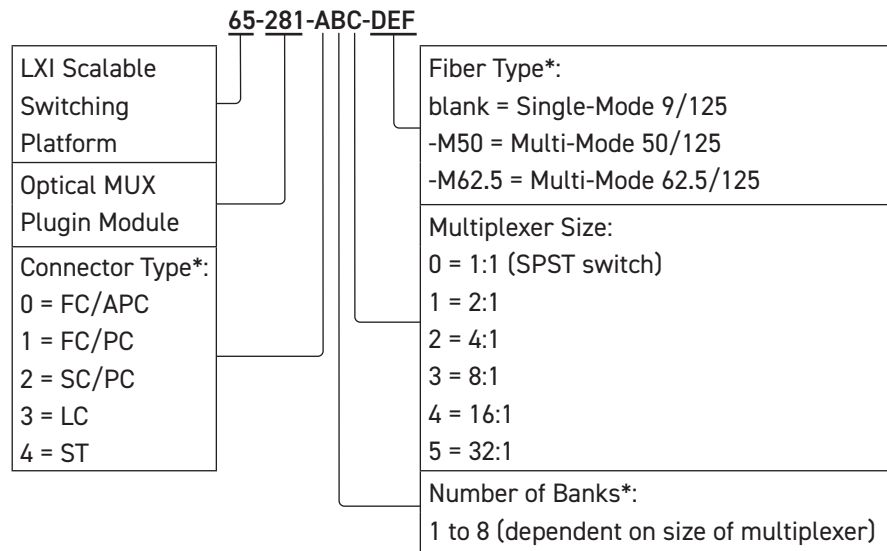 65-281-ABC-DEF
LXI Scalable
Switching
Platform
Optical MUX
Plugin Module
Connector Type*:
0 = FC/APC
1 = FC/PC
2 = SC/PC
3 = LC
4 = ST
Fiber Type*:
blank = Single-Mode 9/125
-M50 = Multi-Mode 50/125
-M62.5 = Multi-Mode 62.5/125
Multiplexer Size:
0 = 1:1 (SPST switch)
1 = 2:1
2 = 4:1
3 = 8:1
4 = 16:1
5 = 32:1
Number of Banks*:
1 to 8 (dependent on size of multiplexer)